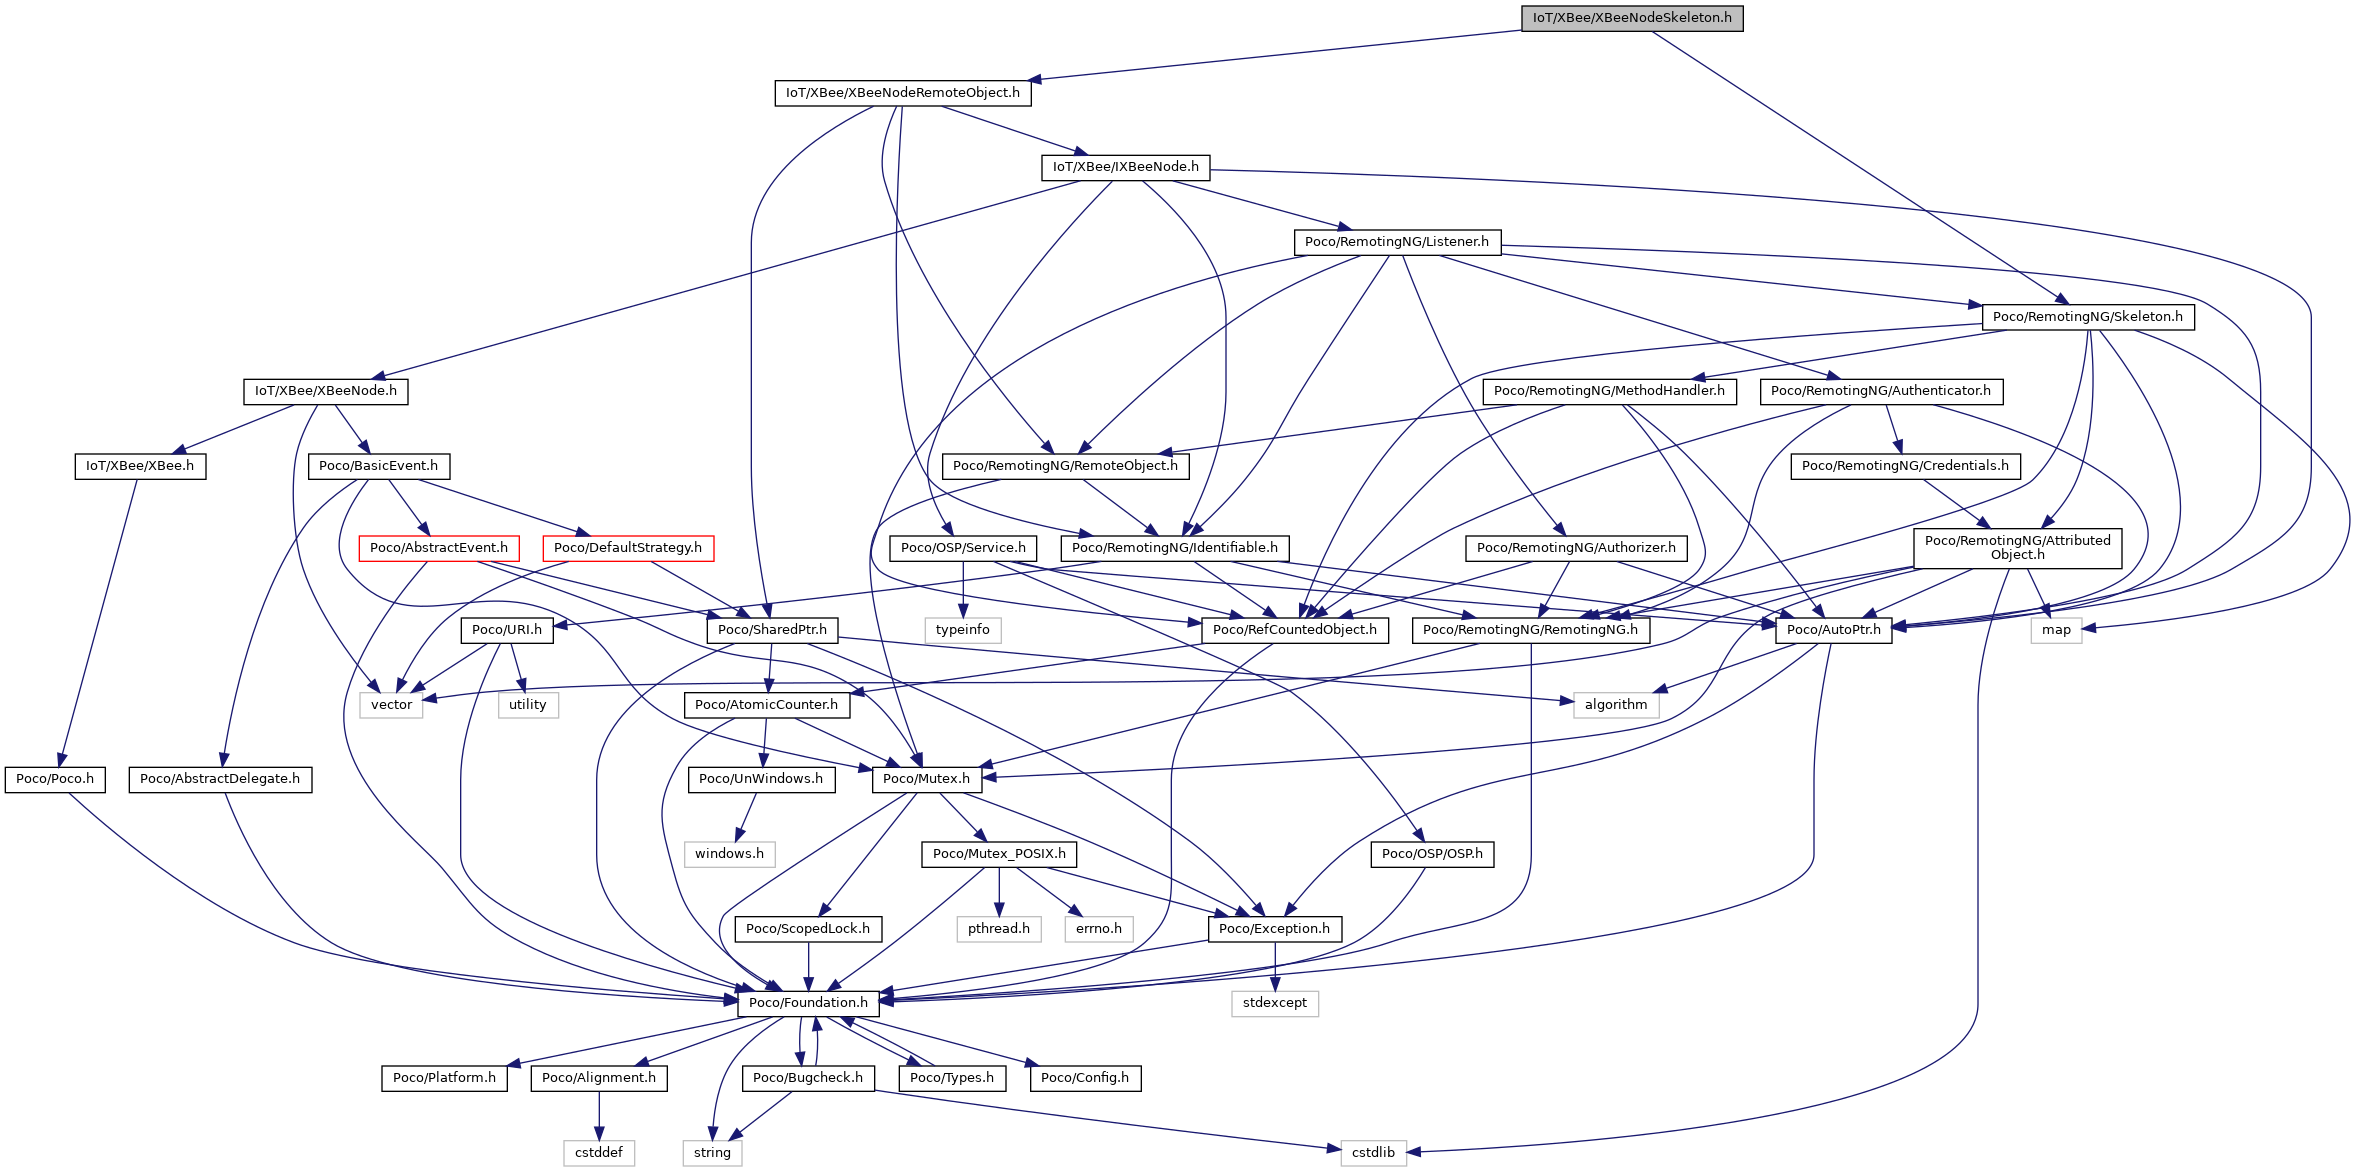 IoT/XBee/XBeeNodeSkeleton.h
IoT/XBee/XBeeNodeRemoteObject.h
IoT/XBee/IXBeeNode.h
Poco/RemotingNG/Listener.h
Poco/RemotingNG/Skeleton.h
IoT/XBee/XBeeNode.h
Poco/RemotingNG/MethodHandler.h
Poco/RemotingNG/Authenticator.h
IoT/XBee/XBee.h
Poco/BasicEvent.h
Poco/RemotingNG/RemoteObject.h
Poco/RemotingNG/Credentials.h
Poco/AbstractEvent.h
Poco/DefaultStrategy.h
Poco/OSP/Service.h
Poco/RemotingNG/Identifiable.h
Poco/RemotingNG/Authorizer.h
Poco/RemotingNG/Attributed
Object.h
Poco/URI.h
Poco/SharedPtr.h
typeinfo
Poco/RefCountedObject.h
Poco/RemotingNG/RemotingNG.h
Poco/AutoPtr.h
map
vector
utility
Poco/AtomicCounter.h
algorithm
Poco/Poco.h
Poco/AbstractDelegate.h
Poco/UnWindows.h
Poco/Mutex.h
windows.h
Poco/Mutex_POSIX.h
Poco/OSP/OSP.h
Poco/ScopedLock.h
pthread.h
errno.h
Poco/Exception.h
Poco/Foundation.h
stdexcept
Poco/Platform.h
Poco/Alignment.h
Poco/Bugcheck.h
Poco/Types.h
Poco/Config.h
cstddef
string
cstdlib